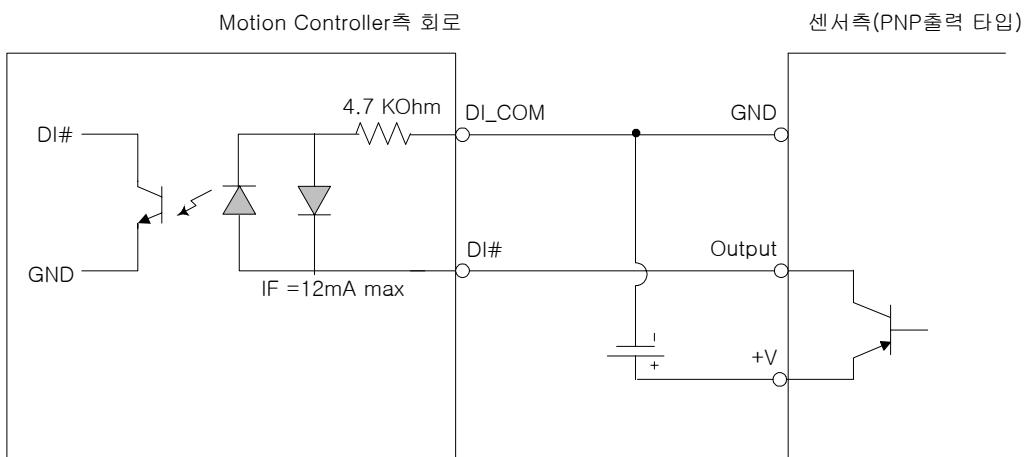 Motion Controller측 회로
센서측(PNP출력 타입)
4.7 KOhm
DI_COM
GND
DI#
DI#
Output
GND
IF =12mA max
-
+
+V